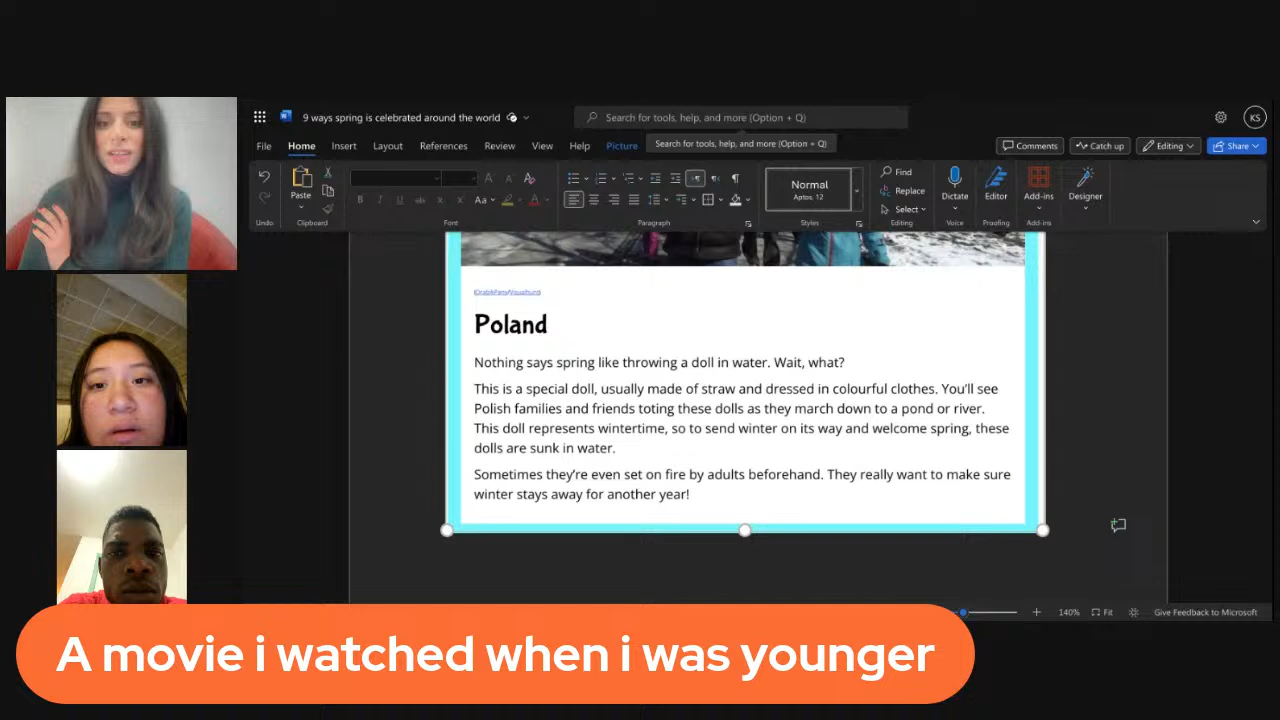 9 ways spring is celebrated around the world
Search for tools, help, and more (Option + Q)
KS
File Home Insert Layout References Review View Help Picture
Search for tools, help, and more (Option + Q)
Comments Catch up Editing Share
Paste
Aa
Normal
Aptos, 12
Find
Replace
Select
Dictate
Editor
Add-ins
Designer
Undo Clipboard Font Paragraph Styles Editing Voice Proofing Add-ins
Poland
Nothing says spring like throwing a doll in water. Wait, what?
This is a special doll, usually made of straw and dressed in colourful clothes. You'll see
Polish families and friends toting these dolls as they march down to a pond or river.
This doll represents wintertime, so to send winter on its way and welcome spring, these
dolls are sunk in water.
Sometimes they're even set on fire by adults beforehand. They really want to make sure
winter stays away for another year!
140% Fit Give Feedback to Microsoft
A movie i watched when i was younger